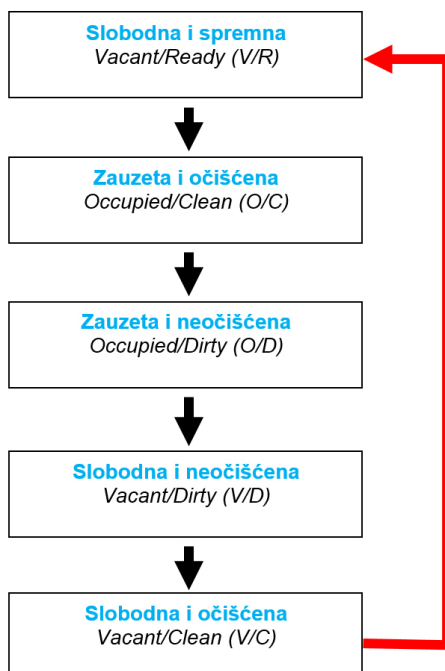 Slobodna i spremna
Vacant/Ready (V/R)
Zauzeta i očišćena
Occupied/Clean (O/C)
Zauzeta i neočišćena
Occupied/Dirty (O/D)
Slobodna i neočišćena
Vacant/Dirty (V/D)
Slobodna i očišćena
Vacant/Clean (V/C)